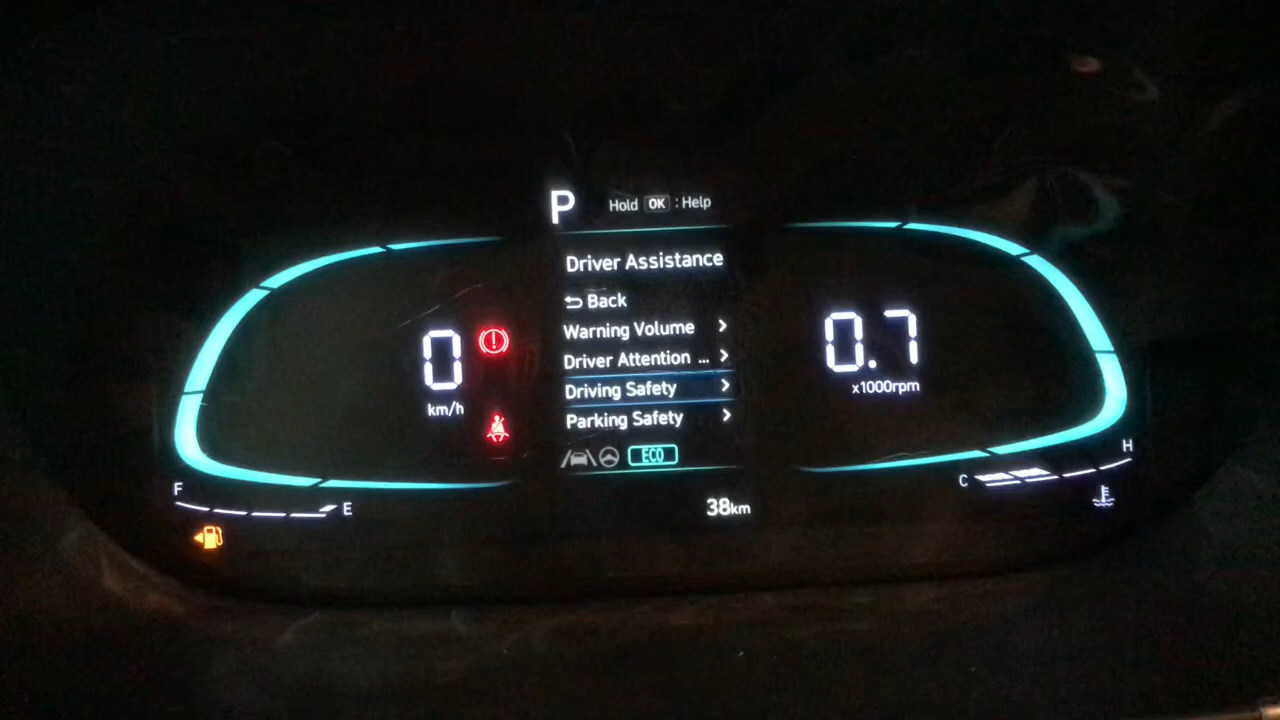 P
Hold OK : Help
Driver Assistance
Back
Warning Volume
Driver Attention ...
Driving Safety
Parking Safety
ECO
0
km/h
0.7
x1000rpm
F
E
C
H
38km